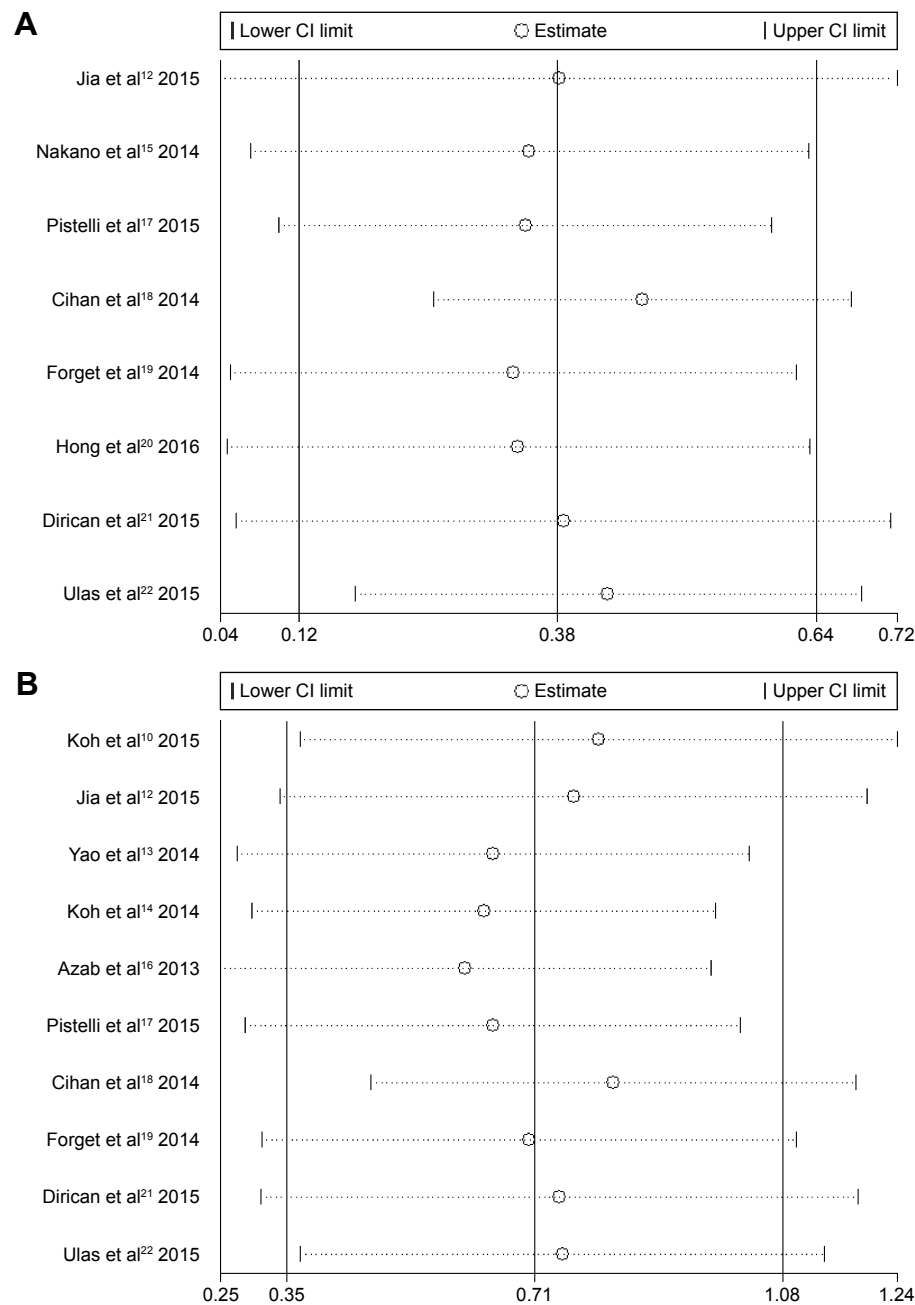 A
Lower CI limit Estimate Upper CI limit
Jia et al¹² 2015
Nakano et al¹⁵ 2014
Pistelli et al¹⁷ 2015
Cihan et al¹⁸ 2014
Forget et al¹⁹ 2014
Hong et al²⁰ 2016
Dirican et al²¹ 2015
Ulas et al²² 2015
0.04 0.12 0.38 0.64 0.72
B
Lower CI limit Estimate Upper CI limit
Koh et al¹⁰ 2015
Jia et al¹² 2015
Yao et al¹³ 2014
Koh et al¹⁴ 2014
Azab et al¹⁶ 2013
Pistelli et al¹⁷ 2015
Cihan et al¹⁸ 2014
Forget et al¹⁹ 2014
Dirican et al²¹ 2015
Ulas et al²² 2015
0.25 0.35 0.71 1.08 1.24